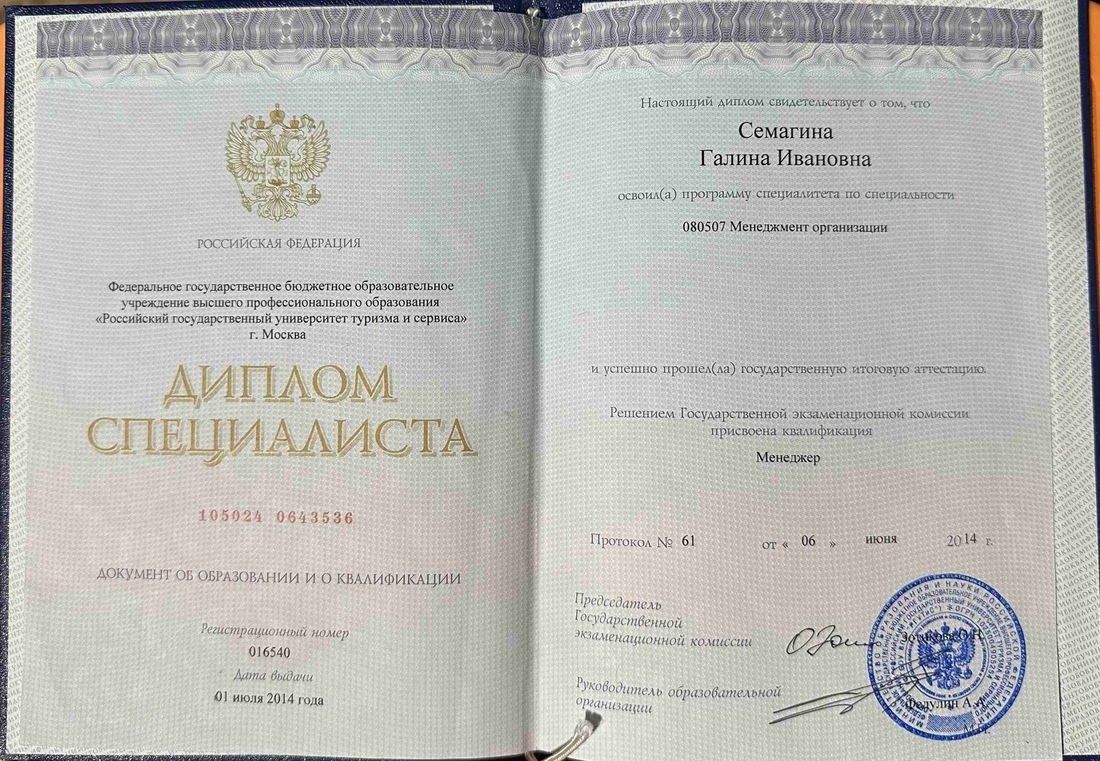 РОССИЙСКАЯ ФЕДЕРАЦИЯ
Федеральное государственное бюджетное образовательное
учреждение высшего профессионального образования
«Российский государственный университет туризма и сервиса»
г. Москва
ДИПЛОМ
СПЕЦИАЛИСТА
105024 0643536
ДОКУМЕНТ ОБ ОБРАЗОВАНИИ И О КВАЛИФИКАЦИИ
Регистрационный номер
016540
Дата выдачи
01 июля 2014 года
Настоящий диплом свидетельствует о том, что
Семагина
Галина Ивановна
освоил(а) программу специалитета по специальности
080507 Менеджмент организации
и успешно прошел(ла) государственную итоговую аттестацию.
Решением Государственной экзаменационной комиссии
присвоена квалификация
Менеджер
Протокол № 61 от « 06 » июня 2014 г.
Председатель
Государственной
экзаменационной комиссии
Руководитель образовательной
организации
Федулин А.А.
М.П.